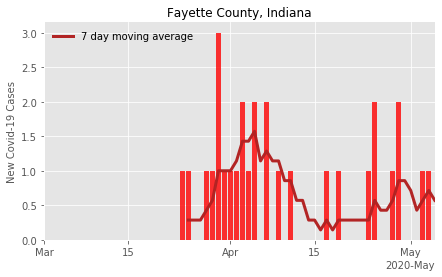 Fayette County, Indiana
7 day moving average
New Covid-19 Cases
3.0
2.5
2.0
1.5
1.0
0.5
0.0
Mar 15 Apr 15 May
2020-May